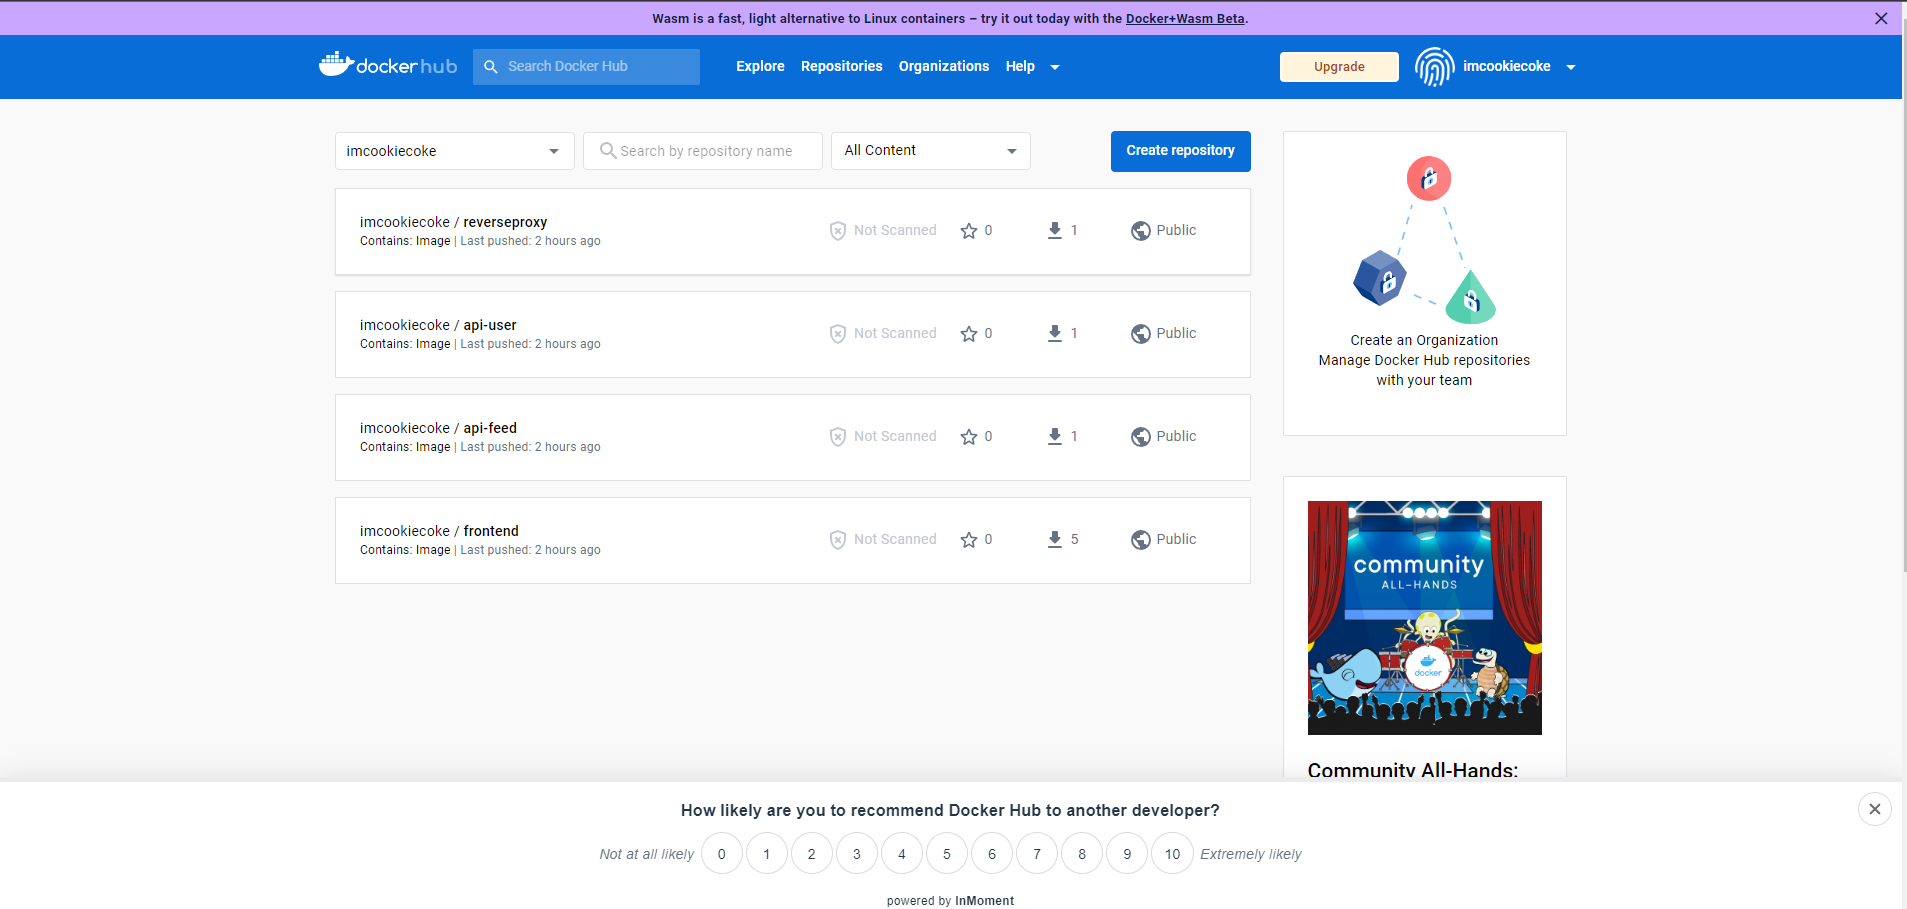 Wasm is a fast, light alternative to Linux containers – try it out today with the Docker+Wasm Beta.
docker hub
Search Docker Hub
Explore
Repositories
Organizations
Help
Upgrade
imcookiecoke
imcookiecoke
Search by repository name
All Content
Create repository
imcookiecoke / reverseproxy
Contains: Image | Last pushed: 2 hours ago
Not Scanned
0
1
Public
imcookiecoke / api-user
Contains: Image | Last pushed: 2 hours ago
Not Scanned
0
1
Public
imcookiecoke / api-feed
Contains: Image | Last pushed: 2 hours ago
Not Scanned
0
1
Public
imcookiecoke / frontend
Contains: Image | Last pushed: 2 hours ago
Not Scanned
0
5
Public
Create an Organization
Manage Docker Hub repositories
with your team
community
ALL-HANDS
docker
Community All-Hands:
How likely are you to recommend Docker Hub to another developer?
Not at all likely 0 1 2 3 4 5 6 7 8 9 10 Extremely likely
powered by InMoment